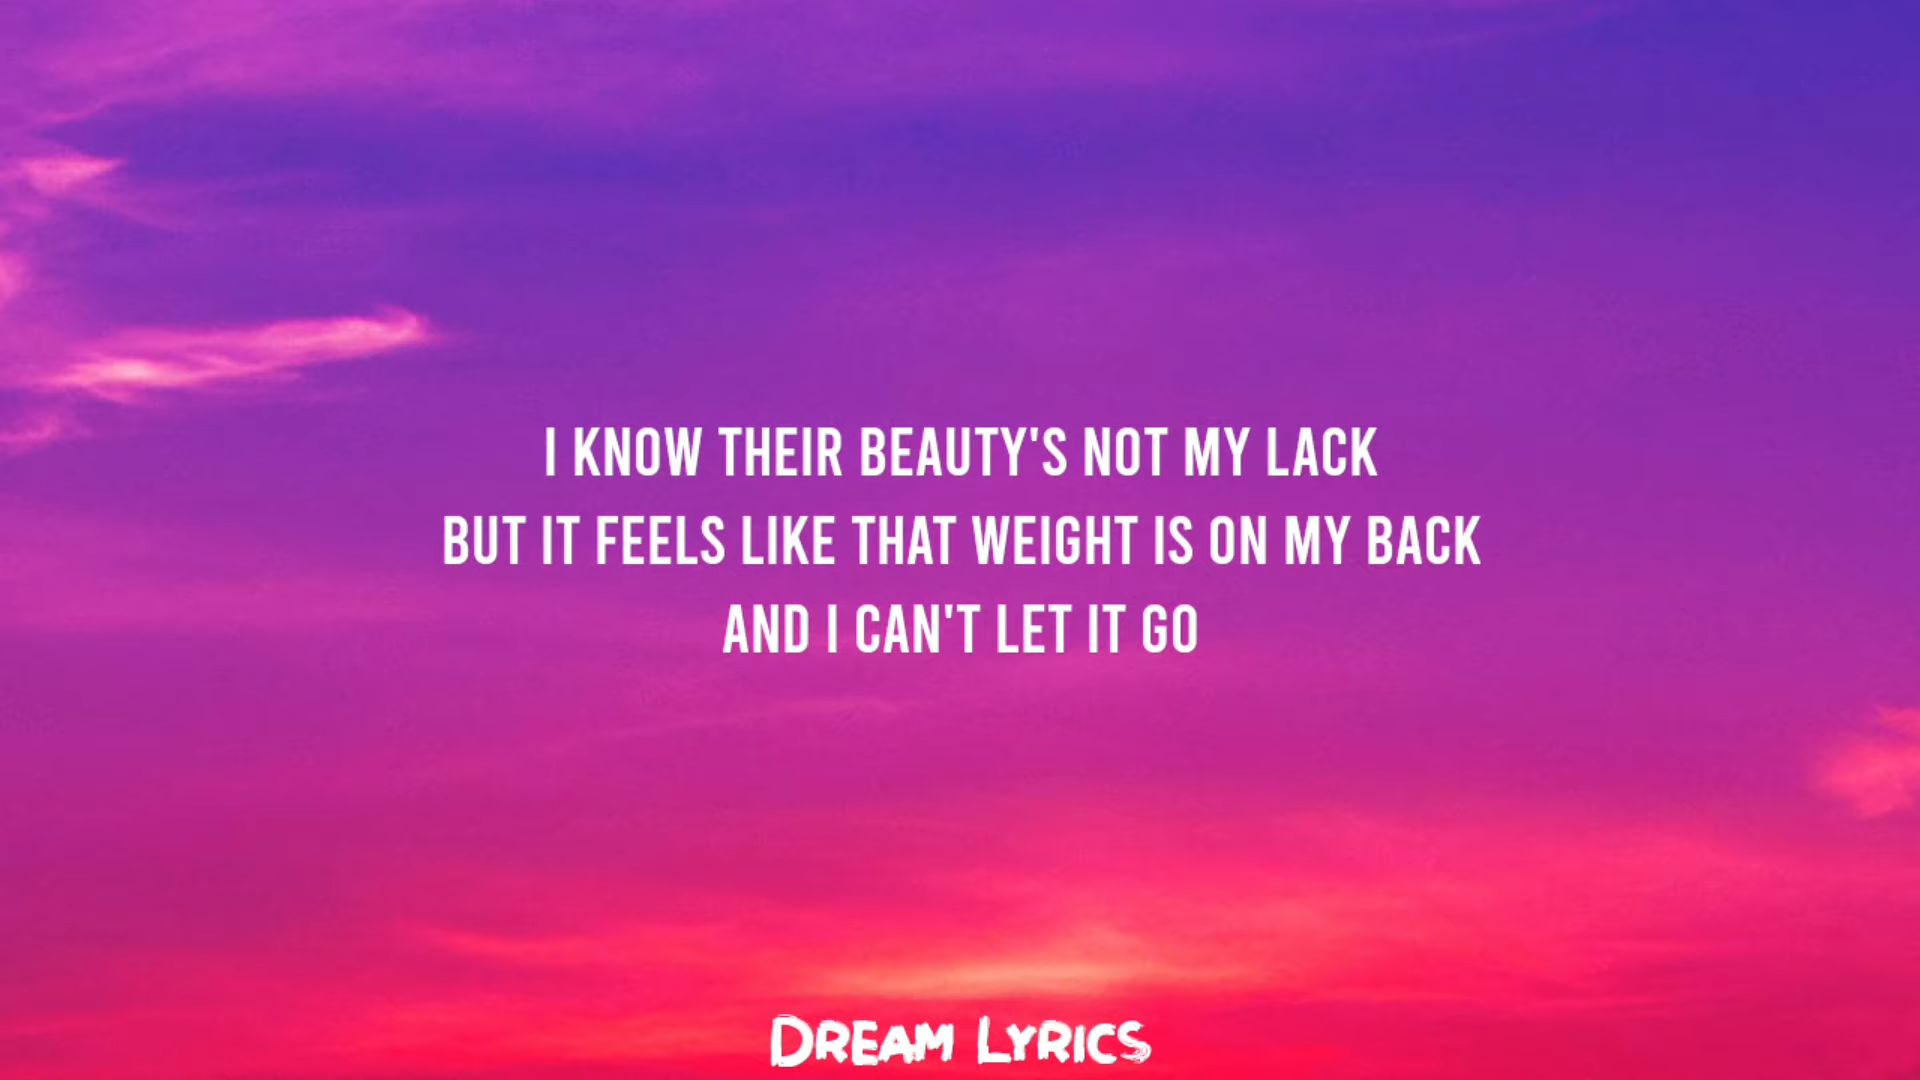 I KNOW THEIR BEAUTY'S NOT MY LACK
BUT IT FEELS LIKE THAT WEIGHT IS ON MY BACK
AND I CAN'T LET IT GO
DREAM LYRICS